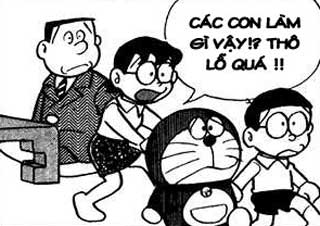 CÁC CON LÀM
GÌ VẬY!? THÔ
LỖ QUÁ !!